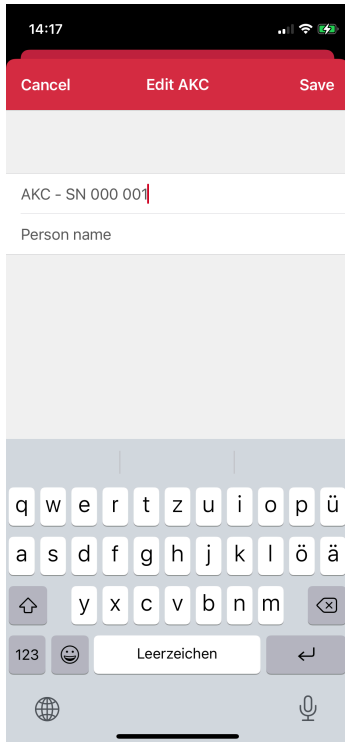 14:17
Cancel Edit AKC Save
AKC - SN 000 001
Person name
q w e r t z u i o p ü
a s d f g h j k l ö ä
y x c v b n m
123 Leerzeichen